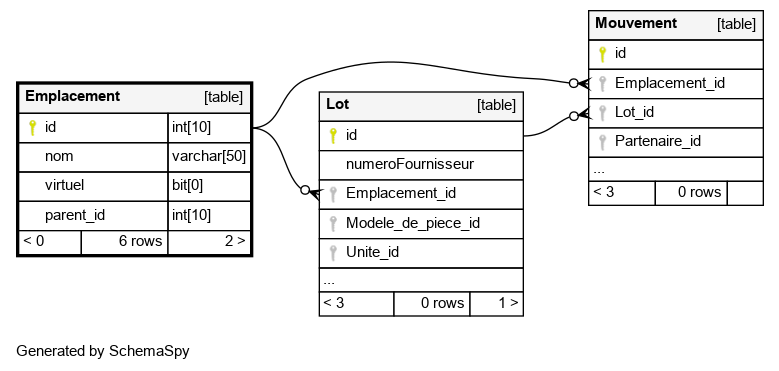 Emplacement [table]
id int[10]
nom varchar[50]
virtuel bit[0]
parent_id int[10]
< 0 6 rows 2 >
Lot [table]
id
numeroFournisseur
Emplacement_id
Modele_de_piece_id
Unite_id
...
< 3 0 rows 1 >
Mouvement [table]
id
Emplacement_id
Lot_id
Partenaire_id
...
< 3 0 rows
Generated by SchemaSpy